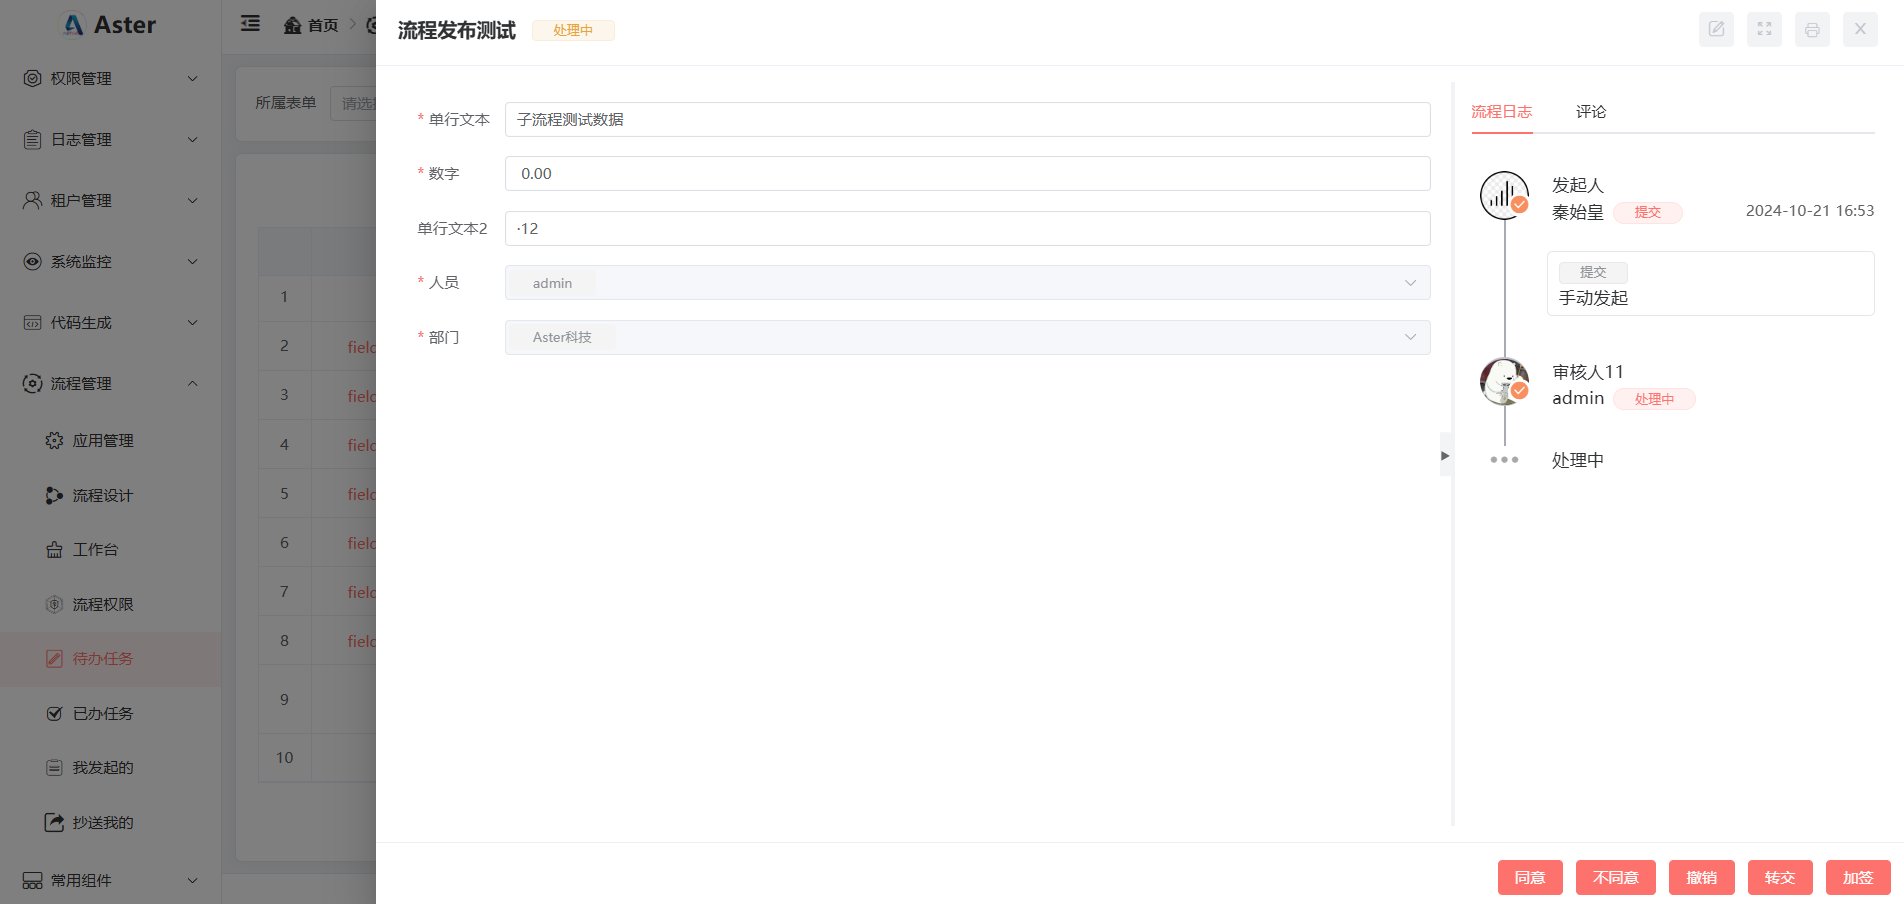 Aster
权限管理
日志管理
租户管理
系统监控
代码生成
流程管理
应用管理
流程设计
工作台
流程权限
待办任务
已办任务
我发起的
抄送我的
常用组件
首页
所属表单
请选
1
2
3
4
5
6
7
8
9
10
流程发布测试 处理中
* 单行文本 子流程测试数据
* 数字 0.00
单行文本2 ·12
* 人员 admin
* 部门 Aster科技
流程日志 评论
发起人
秦始皇 提交 2024-10-21 16:53
提交
手动发起
审核人11
admin 处理中
处理中
同意 不同意 撤销 转交 加签